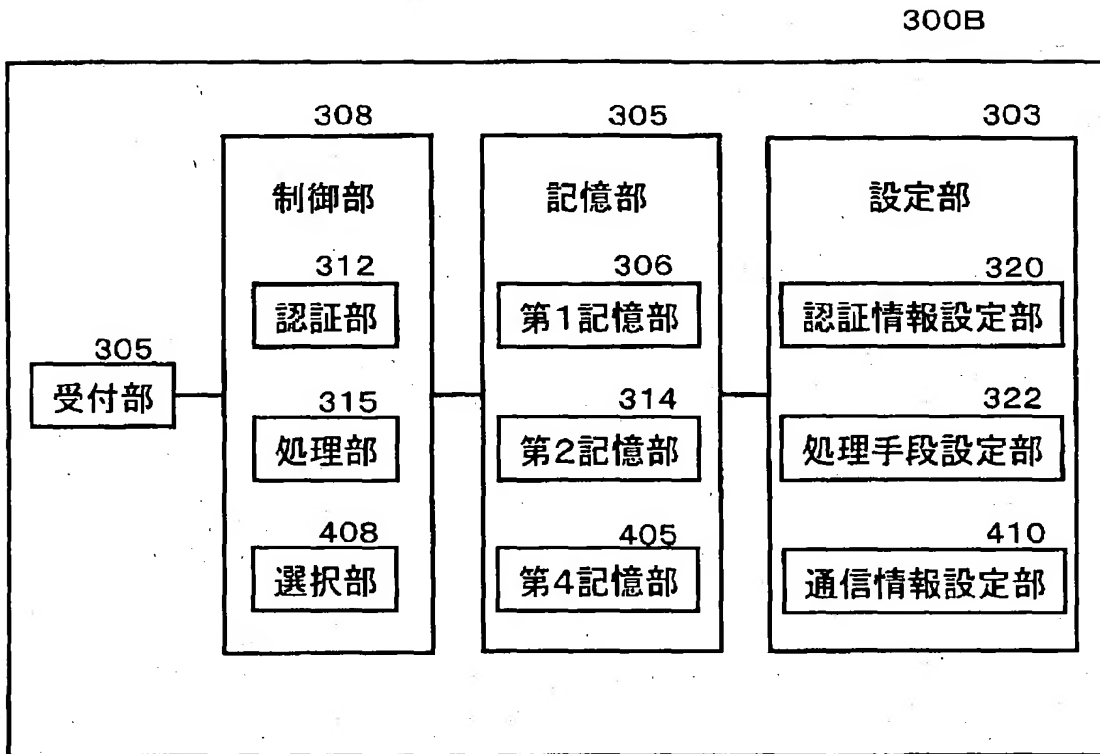 300B
308
305
303
制御部
記憶部
設定部
312
306
320
認証部
第1記憶部
認証情報設定部
305
受付部
315
314
322
処理部
第2記憶部
処理手段設定部
408
405
410
選択部
第4記憶部
通信情報設定部